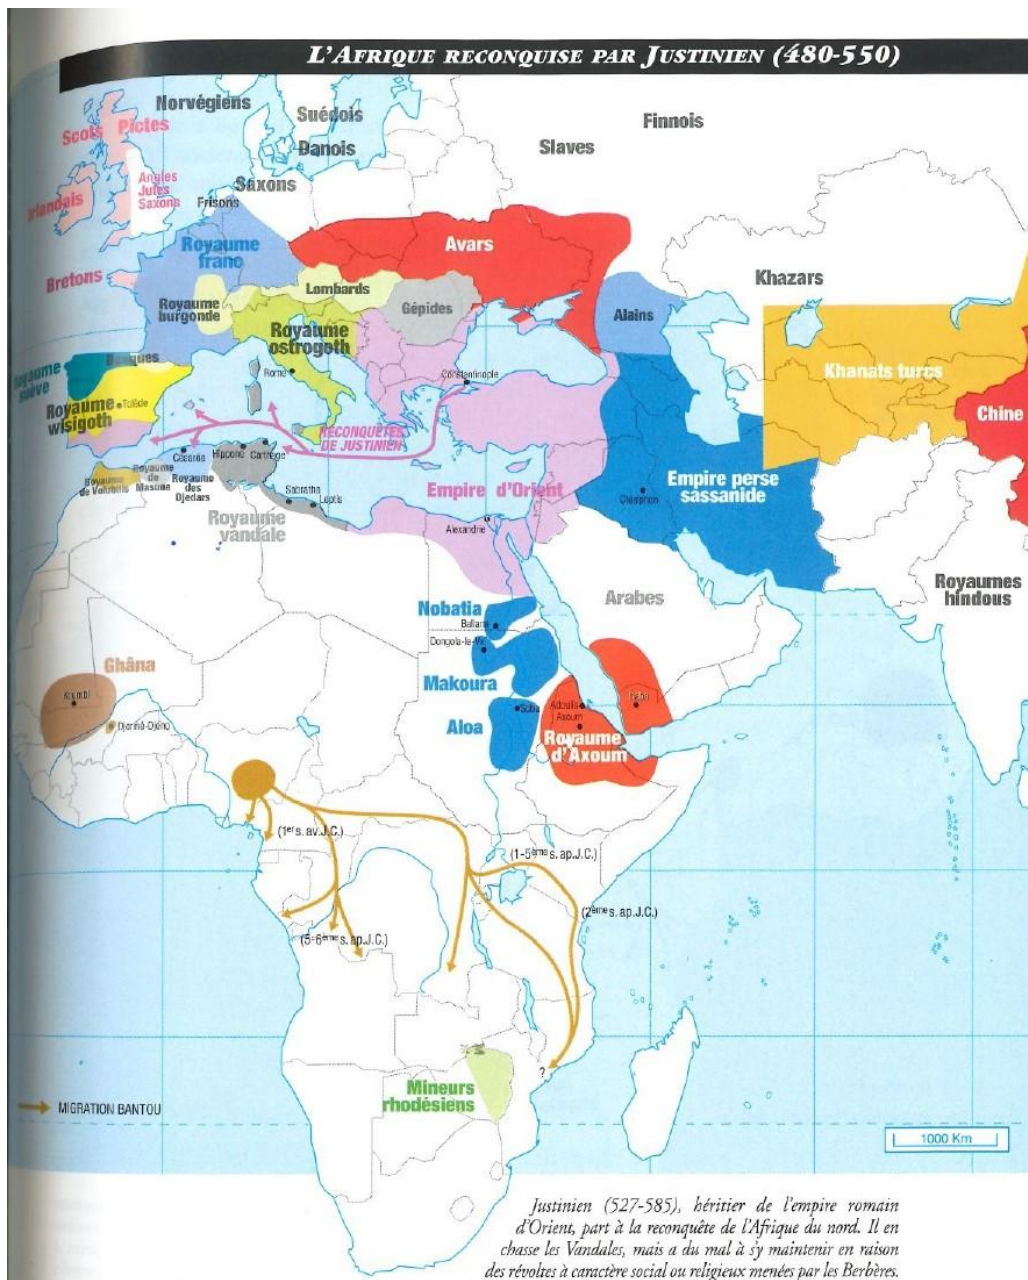 L'AFRIQUE RECONQUISE PAR JUSTINIEN (480-550)
Norvégiens
Suédois
Finnois
Scots Pictes
Danois
Slaves
Angles
Jutes
Saxons
Saxons
Irlandais
Frisons
Royaume
franc
Avars
Bretons
Khazars
Lombards
Royaume
burgonde
Gépides
Alains
Royaume
ostrogoth
Basques
Royaume
suève
Rome
Constantinople
Khanats turcs
Royaume
wisigoth
Tolède
Chine
RECONQUÊTES
DE JUSTINIEN
Césarée
Hippone
Carthage
Royaume
de Volubilis
Royaume
de
Masuna
Royaume
des
Djedars
Sabratha
Leptis
Empire d'Orient
Empire perse
sassanide
Ctésiphon
Royaume
vandale
Alexandrie
Royaumes
hindous
Arabes
Nobatia
Ballana
Dongola-le-Vieux
Ghâna
Koumbi
Makoura
Djenné-Djéno
Aloa
Soba
Adoulis
Axoum
Royaume
d'Axoum
(1er s. av.J.C.)
(1-5ème s. ap.J.C.)
(2ème s. ap.J.C.)
(5-6ème s. ap.J.C.)
?
Mineurs
rhodésiens
MIGRATION BANTOU
1000 Km
Justinien (527-585), héritier de l'empire romain
d'Orient, part à la reconquête de l'Afrique du nord. Il en
chasse les Vandales, mais a du mal à s'y maintenir en raison
des révoltes à caractère social ou religieux menées par les Berbères.